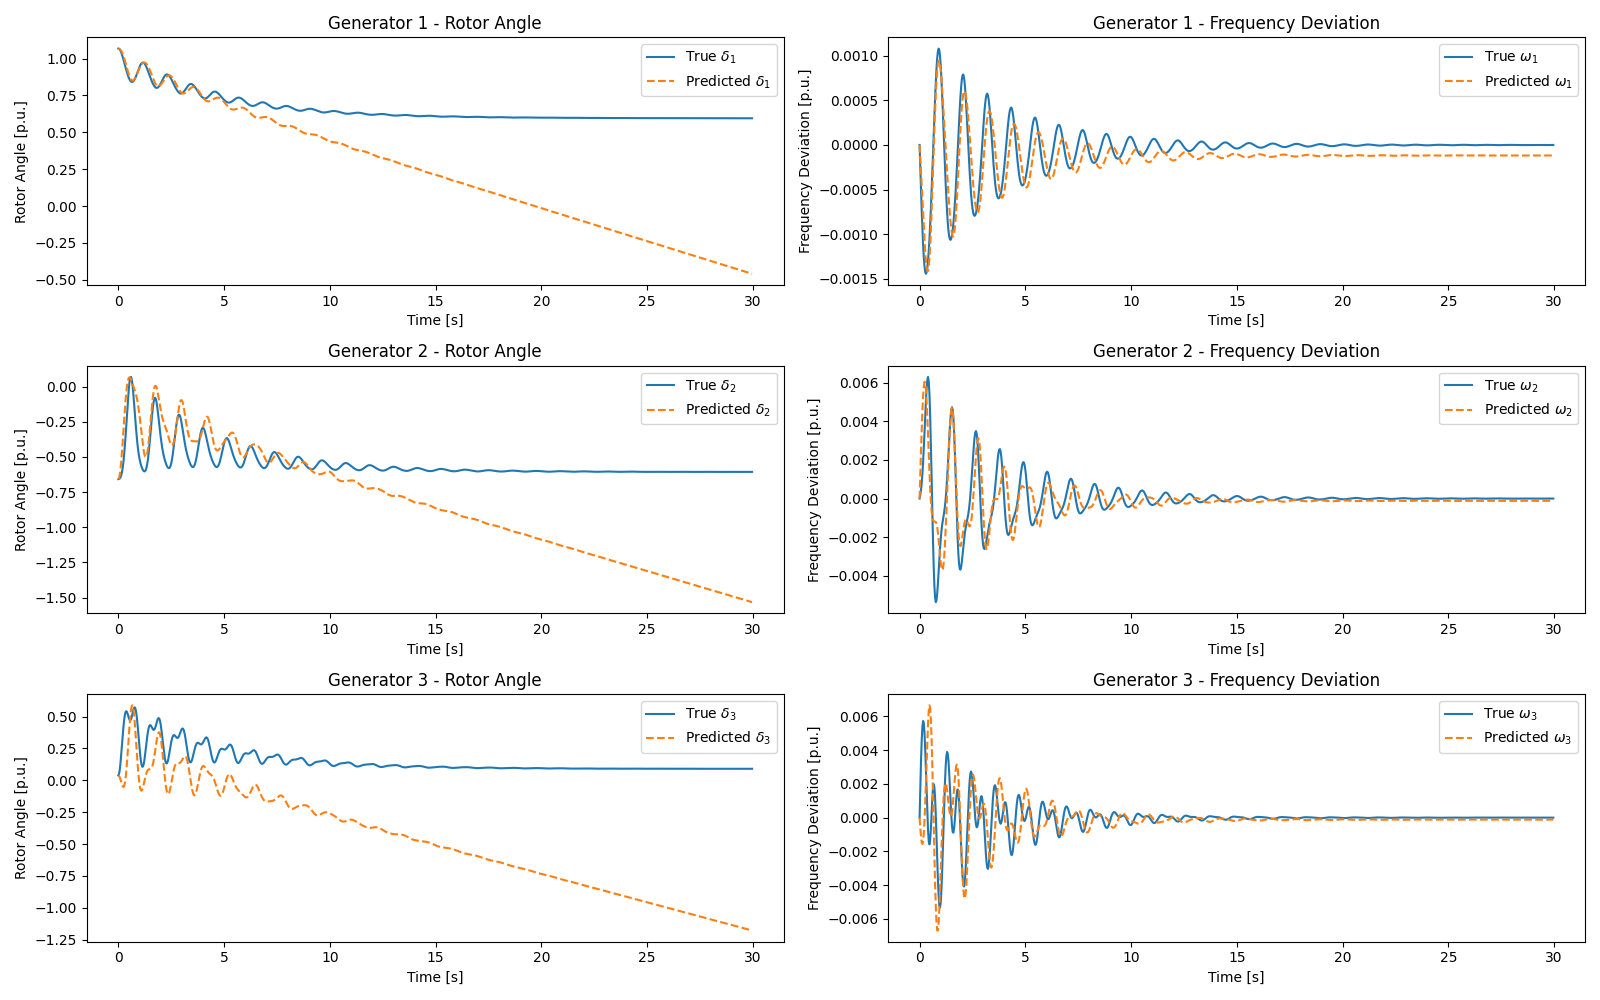 Generator 1 - Rotor Angle
Rotor Angle [p.u.]
1.00
0.75
0.50
0.25
0.00
−0.25
−0.50
True δ1
Predicted δ1
0 5 10 15 20 25 30
Time [s]
Generator 1 - Frequency Deviation
Frequency Deviation [p.u.]
0.0010
0.0005
0.0000
−0.0005
−0.0010
−0.0015
True ω1
Predicted ω1
0 5 10 15 20 25 30
Time [s]
Generator 2 - Rotor Angle
Rotor Angle [p.u.]
0.00
−0.25
−0.50
−0.75
−1.00
−1.25
−1.50
True δ2
Predicted δ2
0 5 10 15 20 25 30
Time [s]
Generator 2 - Frequency Deviation
Frequency Deviation [p.u.]
0.006
0.004
0.002
0.000
−0.002
−0.004
True ω2
Predicted ω2
0 5 10 15 20 25 30
Time [s]
Generator 3 - Rotor Angle
Rotor Angle [p.u.]
0.50
0.25
0.00
−0.25
−0.50
−0.75
−1.00
−1.25
True δ3
Predicted δ3
0 5 10 15 20 25 30
Time [s]
Generator 3 - Frequency Deviation
Frequency Deviation [p.u.]
0.006
0.004
0.002
0.000
−0.002
−0.004
−0.006
True ω3
Predicted ω3
0 5 10 15 20 25 30
Time [s]